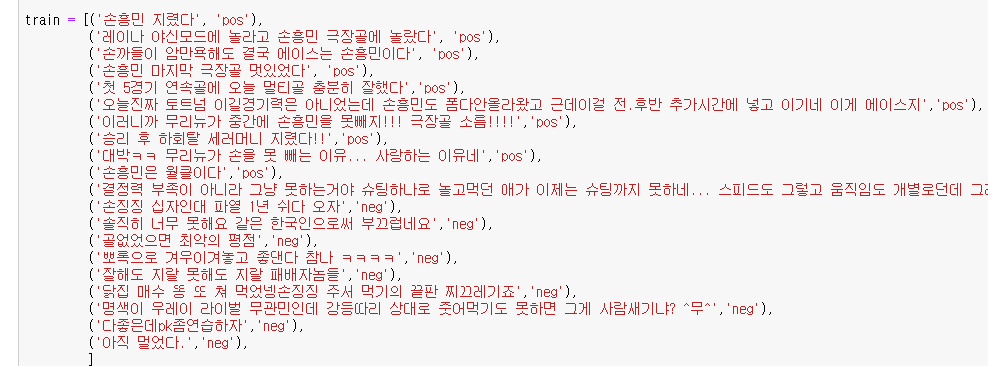 train = [('손흥민 지렸다', 'pos'),
('레이나 야신모드에 놀라고 손흥민 극장골에 놀랐다', 'pos'),
('손까들이 암만욕해도 결국 에이스는 손흥민이다', 'pos'),
('손흥민 마지막 극장골 멋있었다', 'pos'),
('첫 5경기 연속골에 오늘 멀티골 충분히 잘했다','pos'),
('오늘진짜 토트넘 이길경기력은 아니었는데 손흥민도 폼다안올라왔고 근데이걸 전.후반 추가시간에 넣고 이기네 이게 에이스지','pos'),
('이러니까 무리뉴가 중간에 손흥민을 못빼지!!! 극장골 소름!!!!','pos'),
('승리 후 하회탈 세러머니 지렸다!!','pos'),
('대박ㅋㅋ 무리뉴가 손을 못 빼는 이유... 사랑하는 이유네','pos'),
('손흥민은 월클이다','pos'),
('결정력 부족이 아니라 그냥 못하는거야 슈팅하나로 놓고먹던 애가 이제는 슈팅까지 못하네... 스피드도 그렇고 움직임도 개별로던데
('손징징 십자인대 파열 1년 쉬다 오자','neg'),
('솔직히 너무 못해요 같은 한국인으로써 부끄럽네요','neg'),
('골없었으면 최악의 평점','neg'),
('뽀록으로 겨우이겨놓고 좋댄다 참나 ㅋㅋㅋㅋ','neg'),
('잘해도 지랄 못해도 지랄 패배자놈들','neg'),
('닭집 매수 똥 또 쳐 먹었넹손징징 주서 먹기의 끝판 찌끄레기죠','neg'),
('명색이 우레이 라이벌 무관민인데 강등따리 상대로 줏어먹기도 못하면 그게 사람새기냐? ^무^','neg'),
('다좋은데pk좀연습하자','neg'),
('아직 멀었다.','neg'),
]